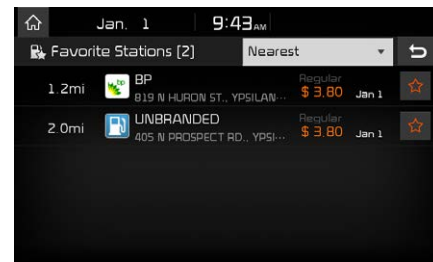 Jan. 1 9:43AM
Favorite Stations [2] Nearest
1.2mi bp BP Regular
819 N HURON ST., YPSILAN··· $ 3.80 Jan 1
2.0mi UNBRANDED Regular
405 N PROSPECT RD., YPSI··· $ 3.80 Jan 1